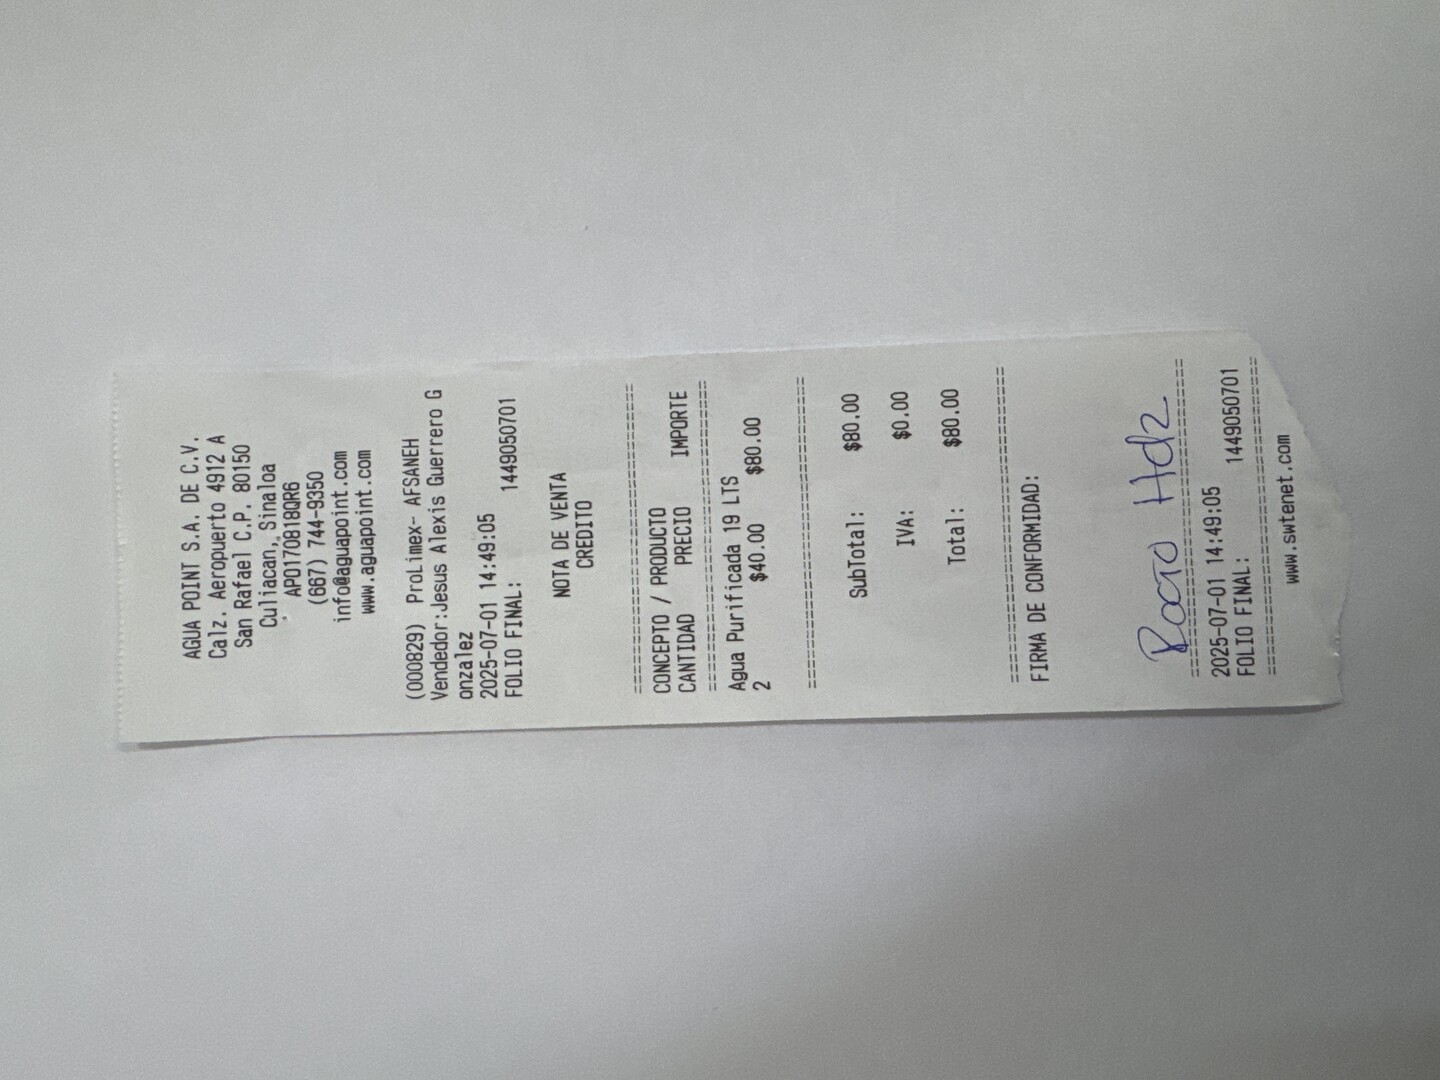 AGUA POINT S.A. DE C.V.
Calz. Aeropuerto 4912 A
San Rafael C.P. 80150
Culiacan,, Sinaloa
APO170818QR6
(667) 744-9350
info@aguapoint.com
www.aguapoint.com
(000829) ProLimex- AFSANEH
Vendedor:Jesus Alexis Guerrero G
onzalez
2025-07-01 14:49:05
FOLIO FINAL: 1449050701
NOTA DE VENTA
CREDITO
================================
CONCEPTO / PRODUCTO
CANTIDAD PRECIO IMPORTE
================================
Agua Purificada 19 LTS
2 $40.00 $80.00
================================
SubTotal: $80.00
IVA: $0.00
Total: $80.00
================================
FIRMA DE CONFORMIDAD:
Rocio Hdz
================================
2025-07-01 14:49:05
FOLIO FINAL: 1449050701
================================
www.swtenet.com